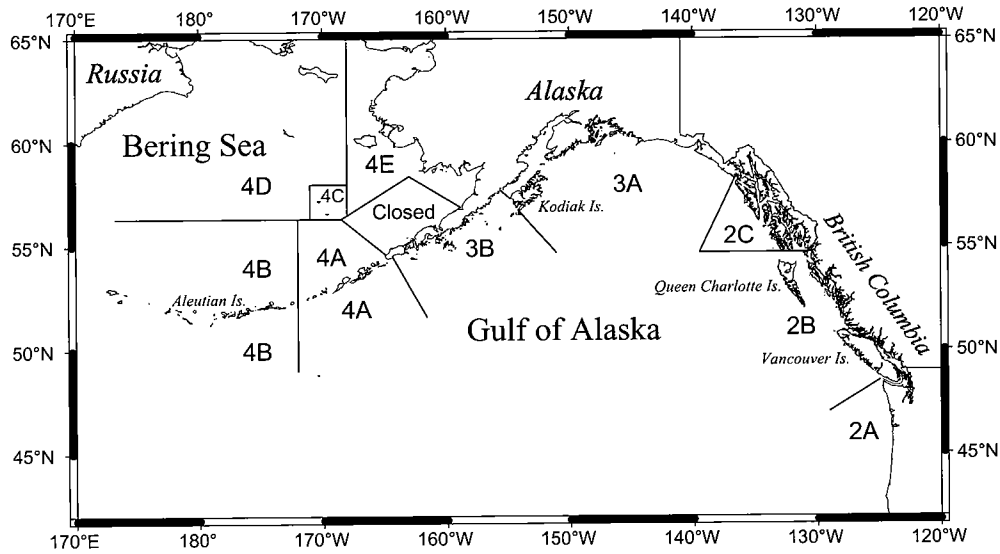 170°E 180° 170°W 160°W 150°W 140°W 130°W 120°W
65°N 65°N
Russia
Alaska
60°N 60°N
Bering Sea
4E
4D 4C 3A
Closed Kodiak Is.
2C
British Columbia
55°N 55°N
3B
4A
4B
Queen Charlotte Is.
Aleutian Is.
4A
2B
Gulf of Alaska
50°N 50°N
4B
Vancouver Is.
2A
45°N 45°N
170°E 180° 170°W 160°W 150°W 140°W 130°W 120°W